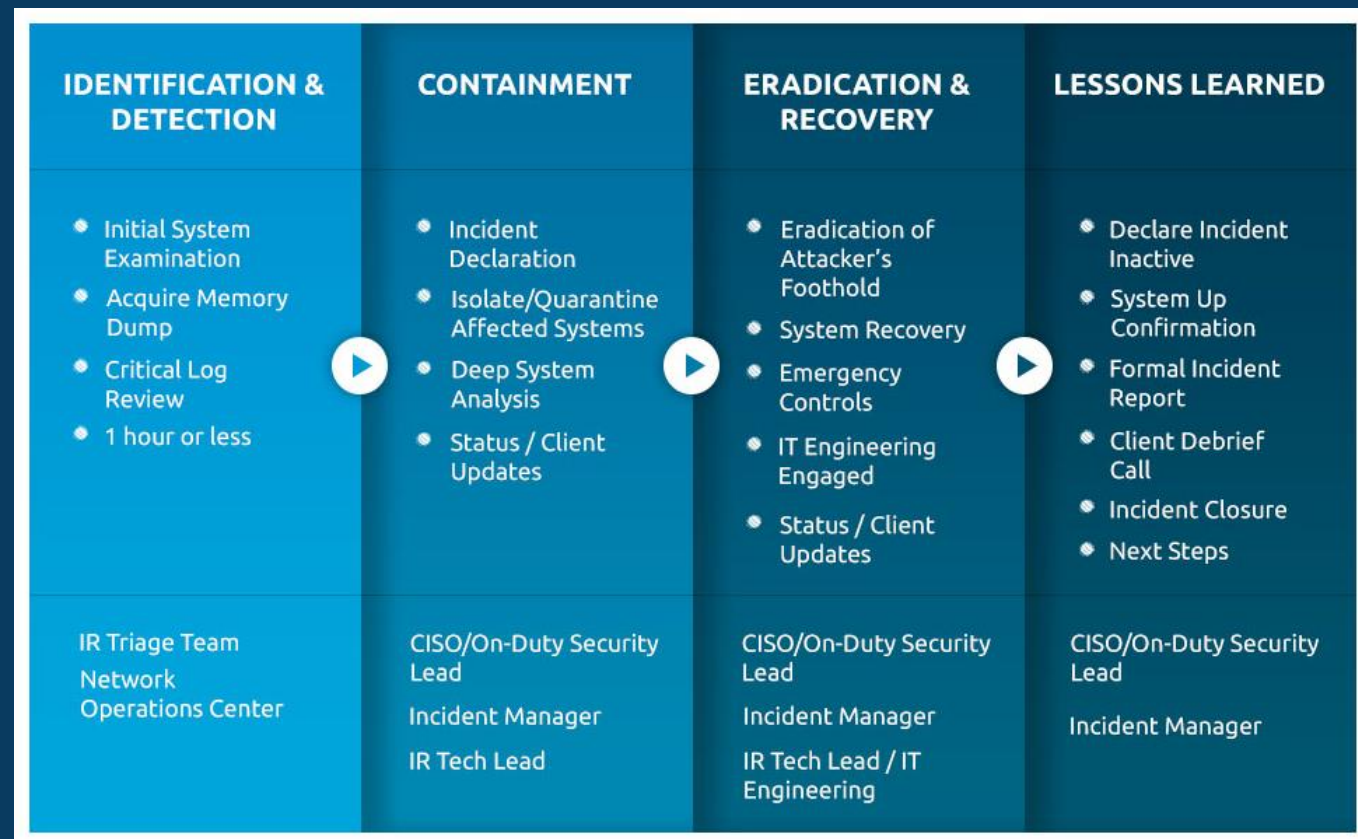 IDENTIFICATION &
DETECTION
Initial System
Examination
Acquire Memory
Dump
Critical Log
Review
1 hour or less
IR Triage Team
Network
Operations Center
CONTAINMENT
Incident
Declaration
Isolate/Quarantine
Affected Systems
Deep System
Analysis
Status / Client
Updates
CISO/On-Duty Security
Lead
Incident Manager
IR Tech Lead
ERADICATION &
RECOVERY
Eradication of
Attacker's
Foothold
System Recovery
Emergency
Controls
IT Engineering
Engaged
Status / Client
Updates
CISO/On-Duty Security
Lead
Incident Manager
IR Tech Lead / IT
Engineering
LESSONS LEARNED
Declare Incident
Inactive
System Up
Confirmation
Formal Incident
Report
Client Debrief
Call
Incident Closure
Next Steps
CISO/On-Duty Security
Lead
Incident Manager